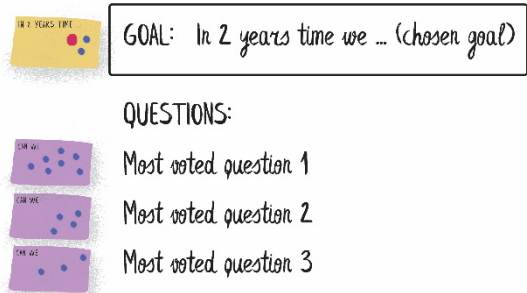 IN 2 YEARS TIME
GOAL: In 2 years time we ... (chosen goal)
QUESTIONS:
CAN WE
Most voted question 1
CAN WE
Most voted question 2
CAN WE
Most voted question 3